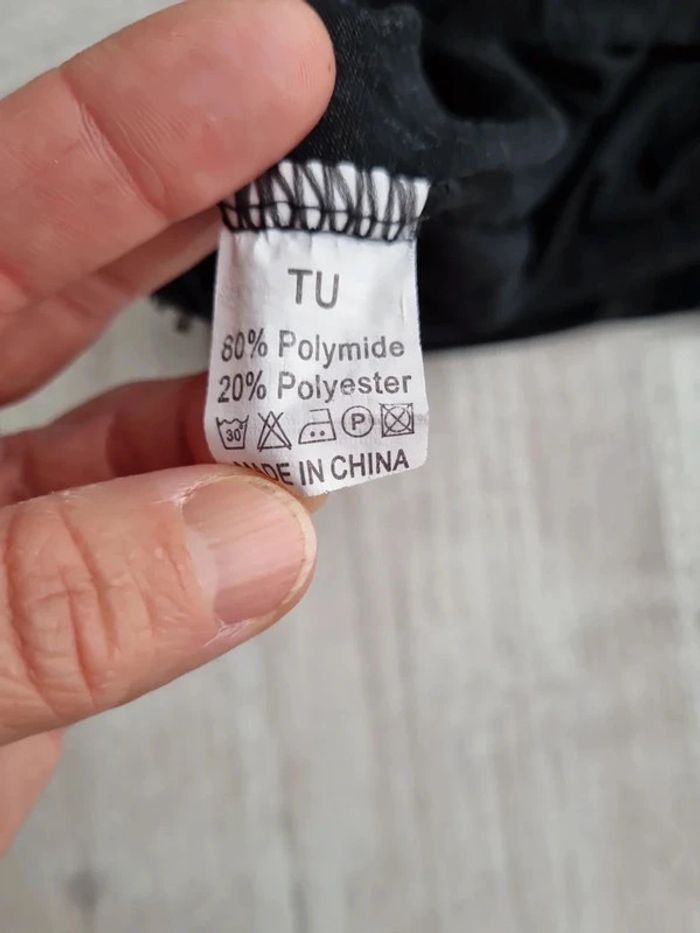 TU
80% Polymide
20% Polyester
30 P
MADE IN CHINA